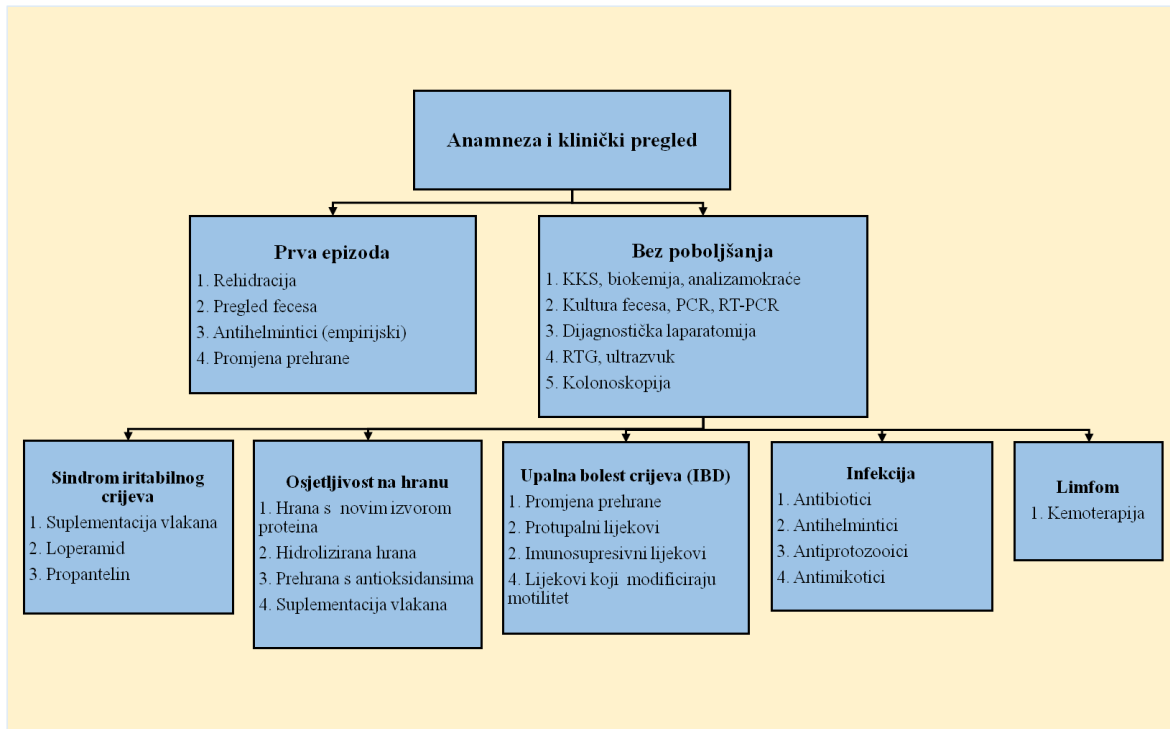 Anamneza i klinički pregled
Prva epizoda
1. Rehidracija
2. Pregled fecesa
3. Antihelmintici (empirijski)
4. Promjena prehrane
Bez poboljšanja
1. KKS, biokemija, analizamokraće
2. Kultura fecesa, PCR, RT-PCR
3. Dijagnostička laparatomija
4. RTG, ultrazvuk
5. Kolonoskopija
Sindrom iritabilnog
crijeva
1. Suplementacija vlakana
2. Loperamid
3. Propantelin
Osjetljivost na hranu
1. Hrana s novim izvorom
proteina
2. Hidrolizirana hrana
3. Prehrana s antioksidansima
4. Suplementacija vlakana
Upalna bolest crijeva (IBD)
1. Promjena prehrane
2. Protupalni lijekovi
2. Imunosupresivni lijekovi
4. Lijekovi koji modificiraju
motilitet
Infekcija
1. Antibiotici
2. Antihelmintici
3. Antiprotozooici
4. Antimikotici
Limfom
1. Kemoterapija